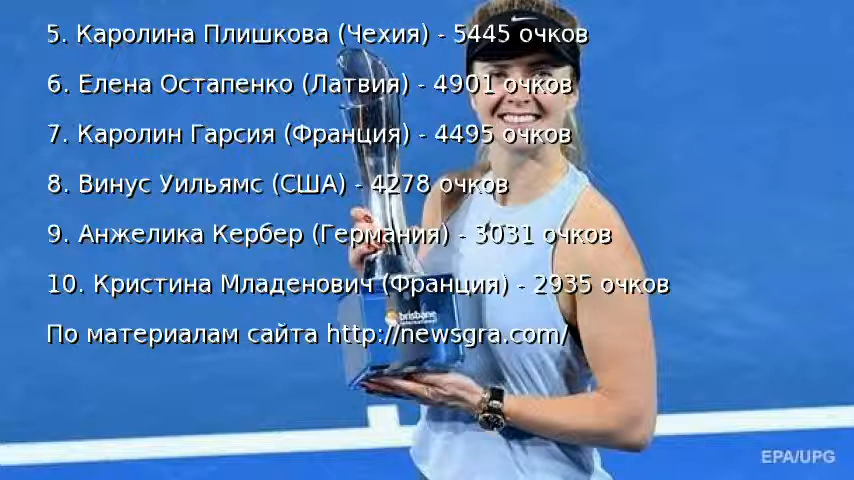 5. Каролина Плишкова (Чехия) - 5445 очков
6. Елена Остапенко (Латвия) - 4901 очков
7. Каролин Гарсия (Франция) - 4495 очков
8. Винус Уильямс (США) - 4278 очков
9. Анжелика Кербер (Германия) - 3031 очков
10. Кристина Младенович (Франция) - 2935 очков
brisbane
international
По материалам сайта http://newsgra.com/
EPA/UPG